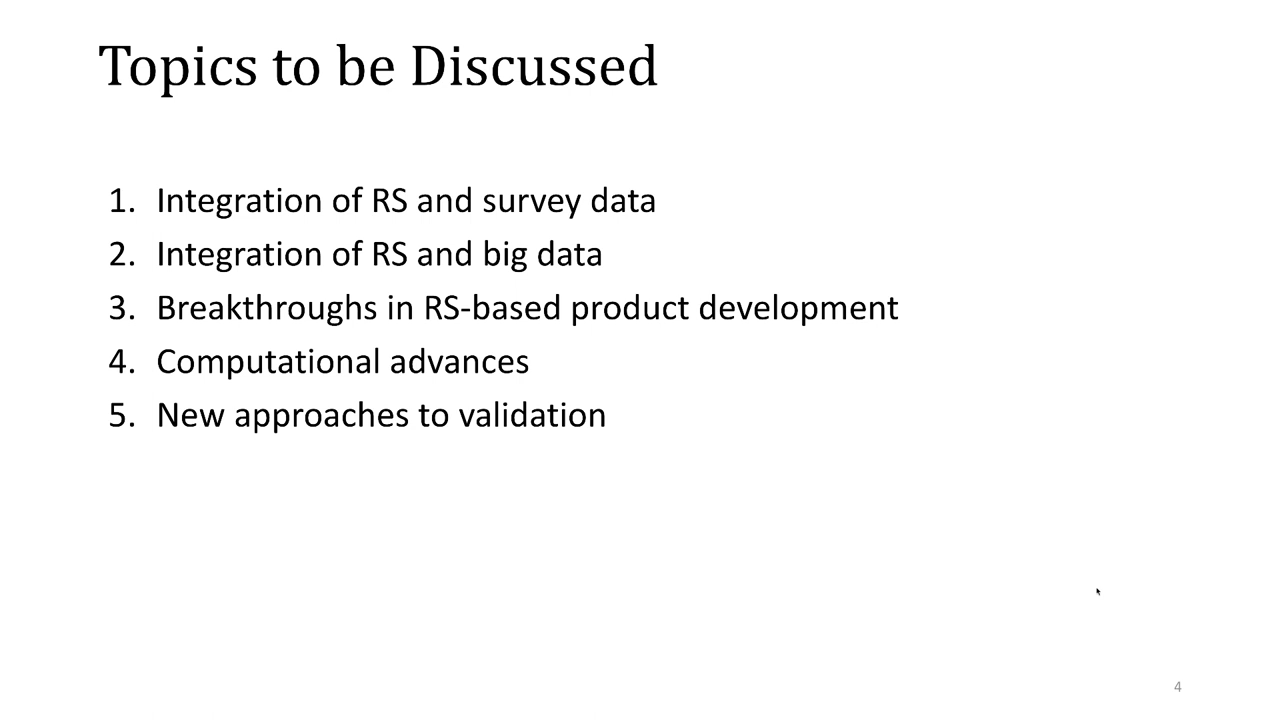 Topics to be Discussed
1. Integration of RS and survey data
2. Integration of RS and big data
3. Breakthroughs in RS-based product development
4. Computational advances
5. New approaches to validation
4